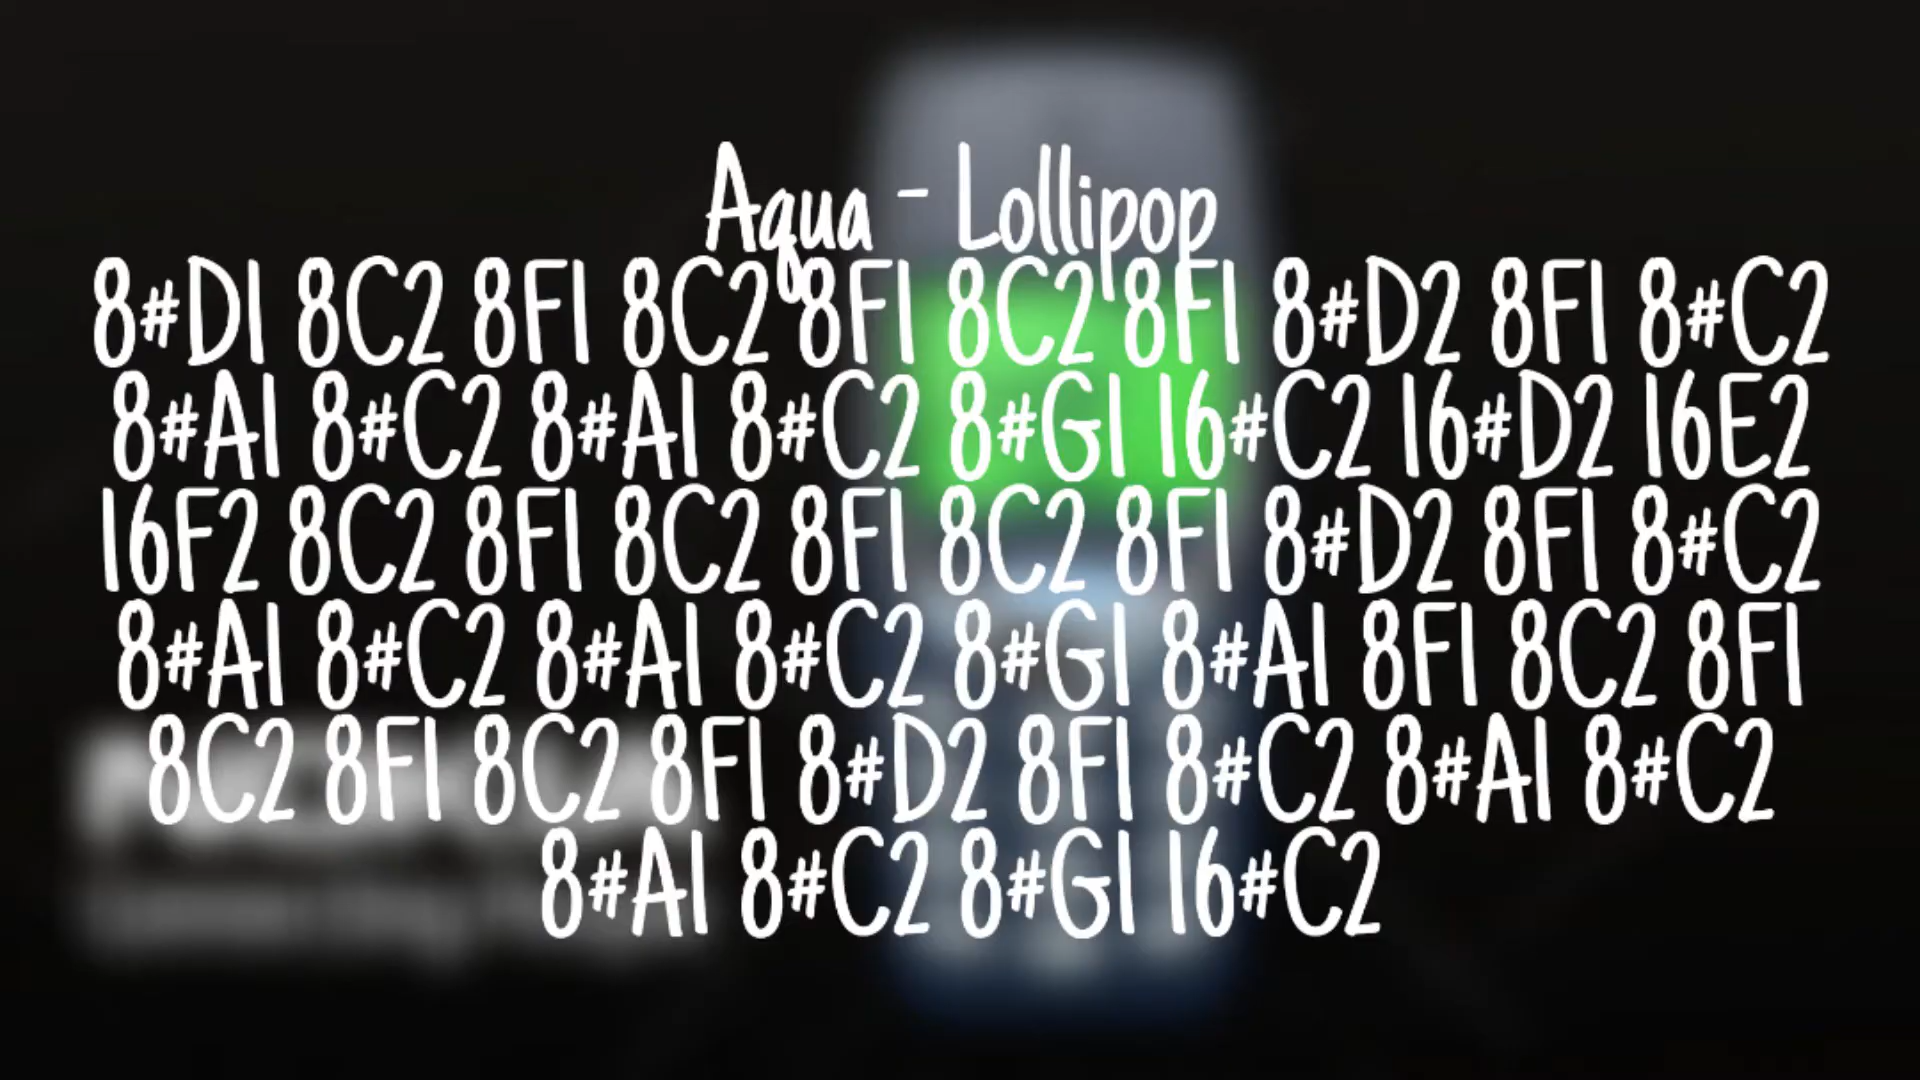 Aqua - Lollipop
8#D1 8C2 8F1 8C2 8F1 8C2 8F1 8#D2 8F1 8#C2
8#A1 8#C2 8#A1 8#C2 8#G1 16#C2 16#D2 16E2
16F2 8C2 8F1 8C2 8F1 8C2 8F1 8#D2 8F1 8#C2
8#A1 8#C2 8#A1 8#C2 8#G1 8#A1 8F1 8C2 8F1
8C2 8F1 8C2 8F1 8#D2 8F1 8#C2 8#A1 8#C2
8#A1 8#C2 8#G1 16#C2